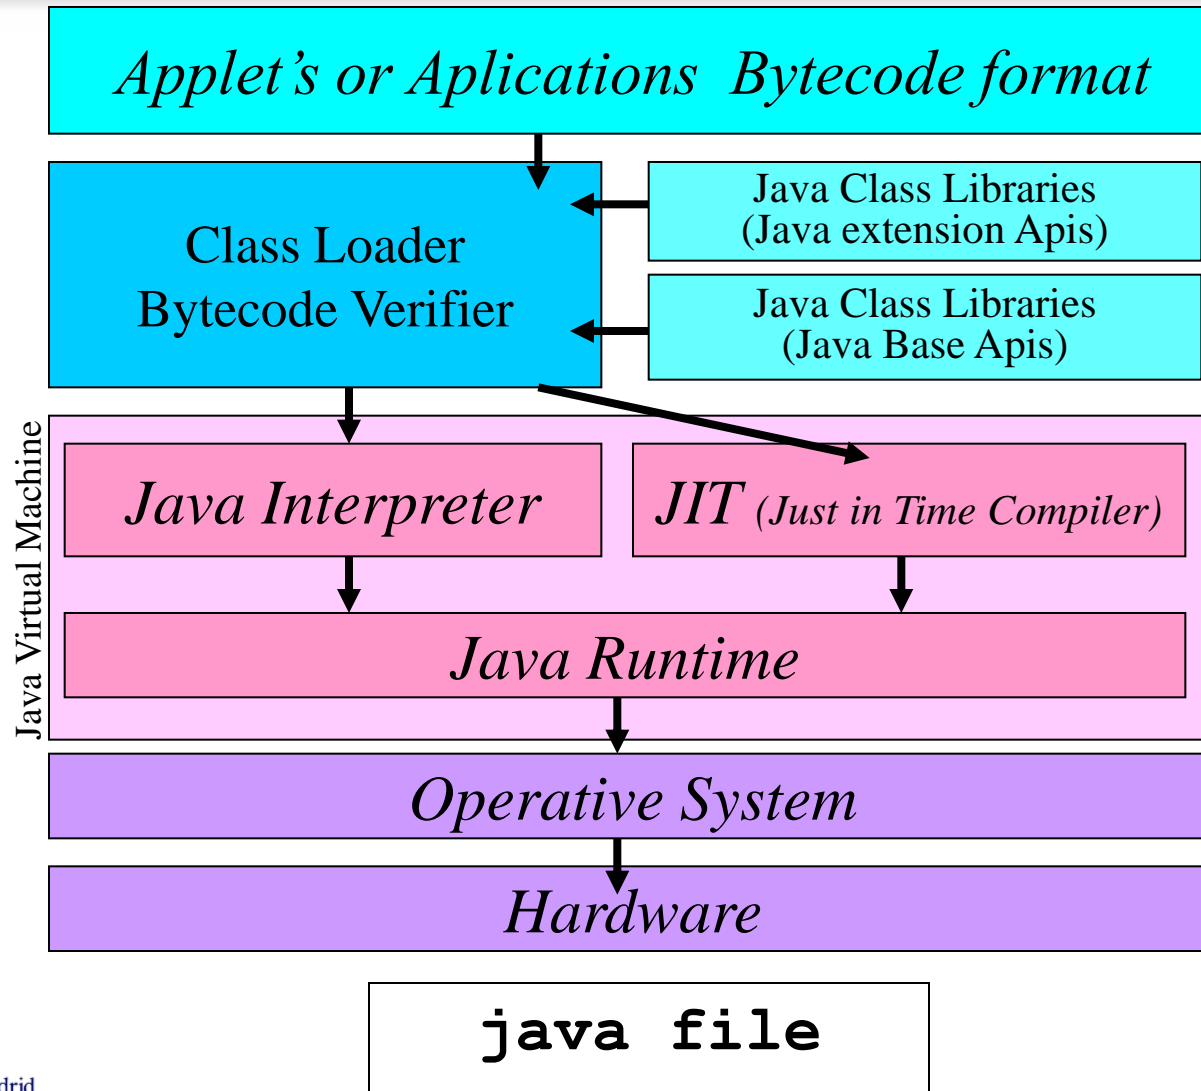 Applet’s or Aplications Bytecode format
Class Loader
Bytecode Verifier
Java Class Libraries
(Java extension Apis)
Java Class Libraries
(Java Base Apis)
Java Virtual Machine
Java Interpreter
JIT (Just in Time Compiler)
Java Runtime
Operative System
Hardware
java file